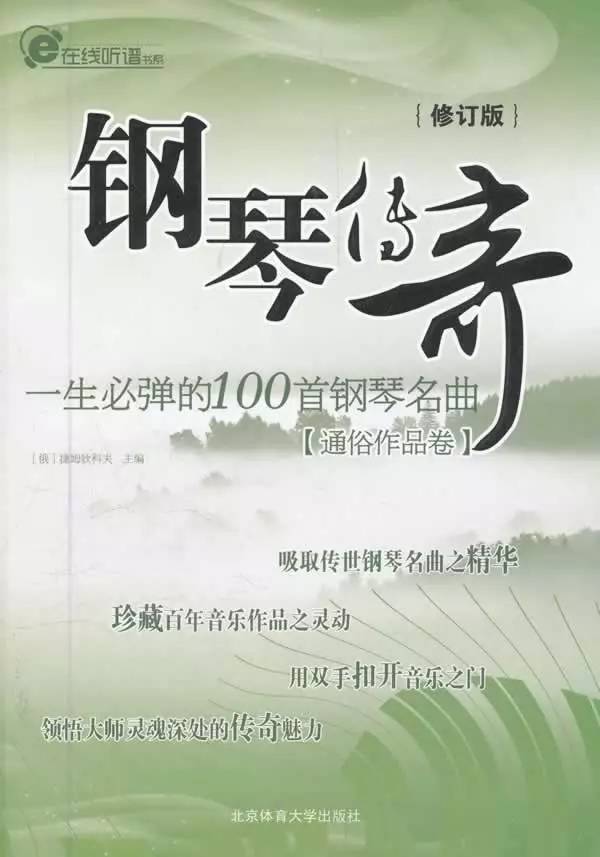 e在线听谱书系
{修订版}
钢琴传奇
一生必弹的100首钢琴名曲
【通俗作品卷】
[俄]捷姆钦科夫 主编
吸取传世钢琴名曲之精华
珍藏百年音乐作品之灵动
用双手扣开音乐之门
领悟大师灵魂深处的传奇魅力
北京体育大学出版社